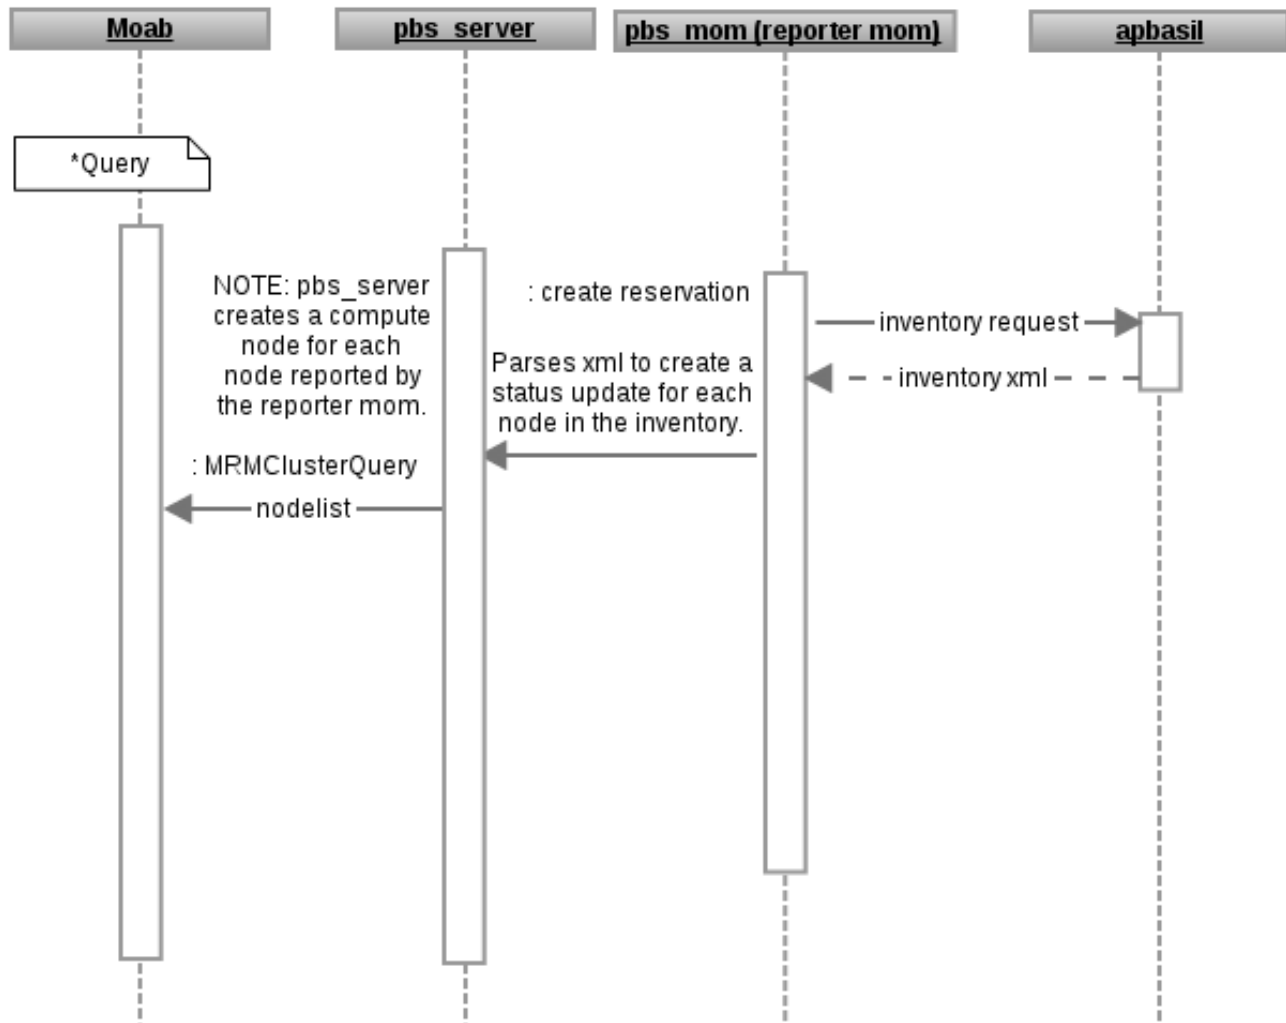 Moab
pbs_server
pbs_mom (reporter mom)
apbasil
*Query
NOTE: pbs_server
creates a compute
node for each
node reported by
the reporter mom.
: create reservation
inventory request
Parses xml to create a
status update for each
node in the inventory.
inventory xml
: MRMClusterQuery
nodelist